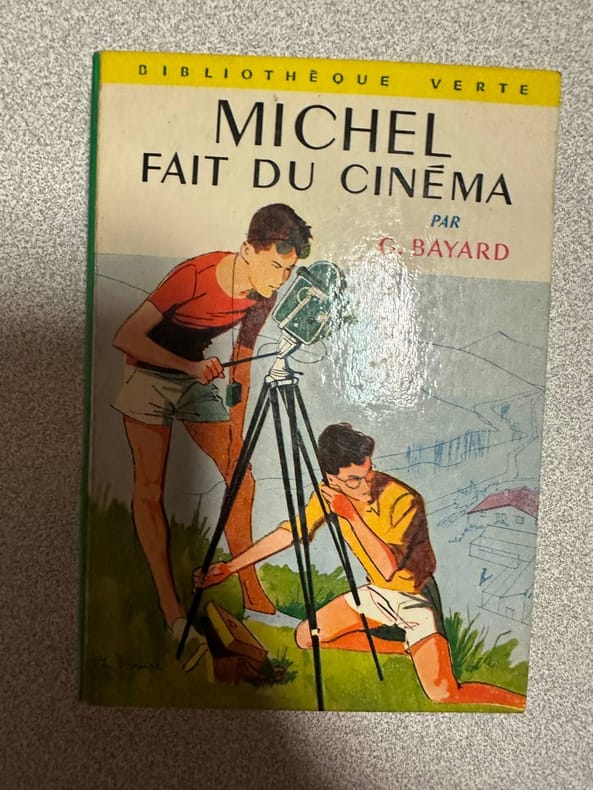 BIBLIOTHÈQUE VERTE
MICHEL
FAIT DU CINÉMA
PAR
G. BAYARD